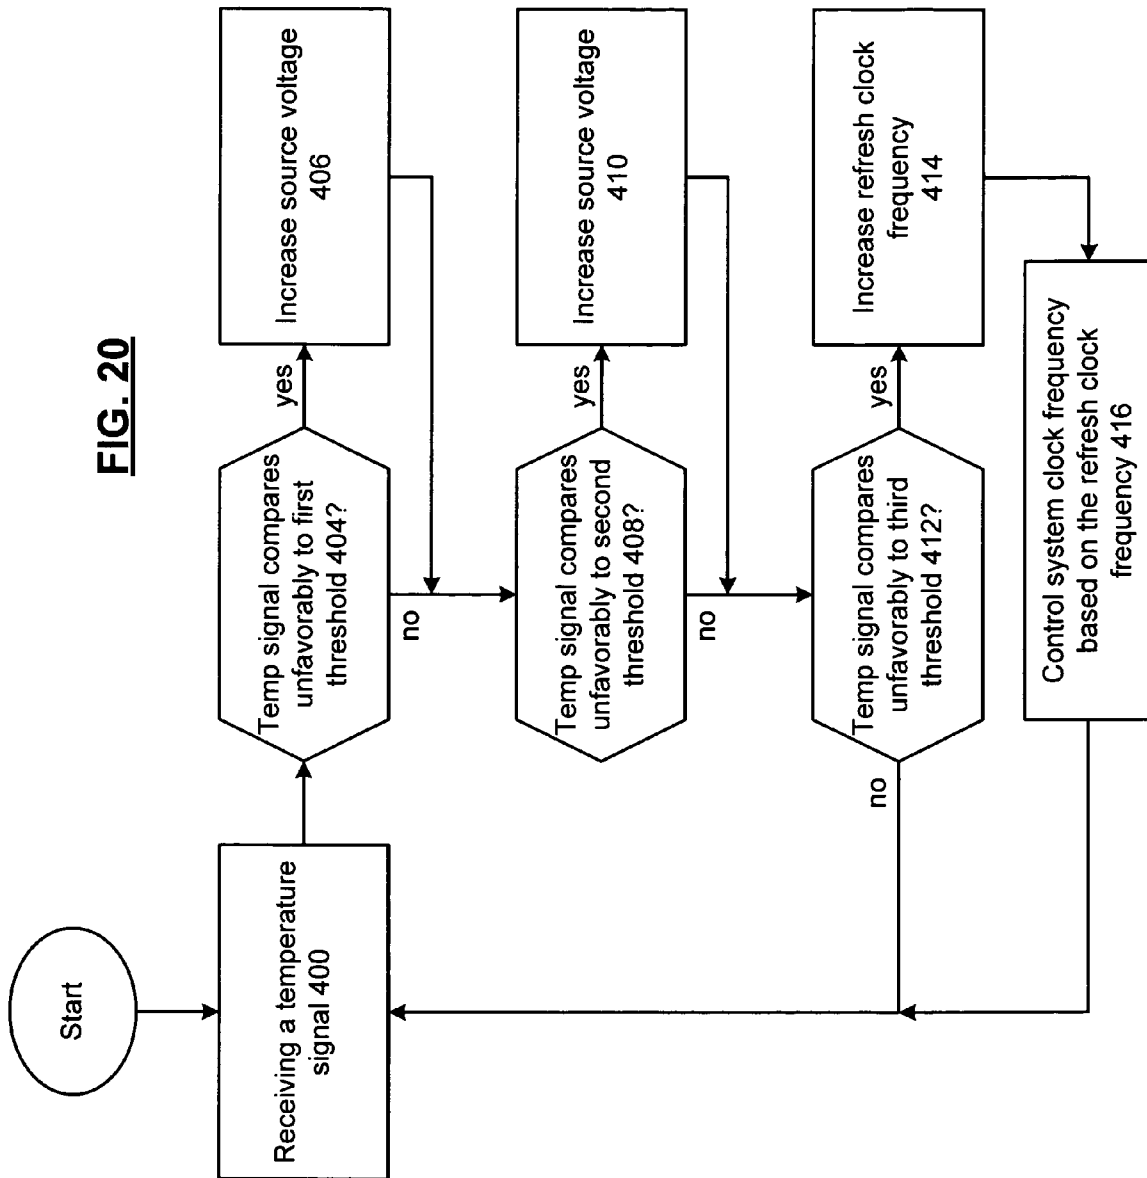 FIG. 20
Start
Receiving a temperature
signal 400
Temp signal compares
unfavorably to first
threshold 404?
yes
Increase source voltage
406
no
Temp signal compares
unfavorably to second
threshold 408?
yes
Increase source voltage
410
no
Temp signal compares
unfavorably to third
threshold 412?
yes
Increase refresh clock
frequency
414
no
Control system clock frequency
based on the refresh clock
frequency 416